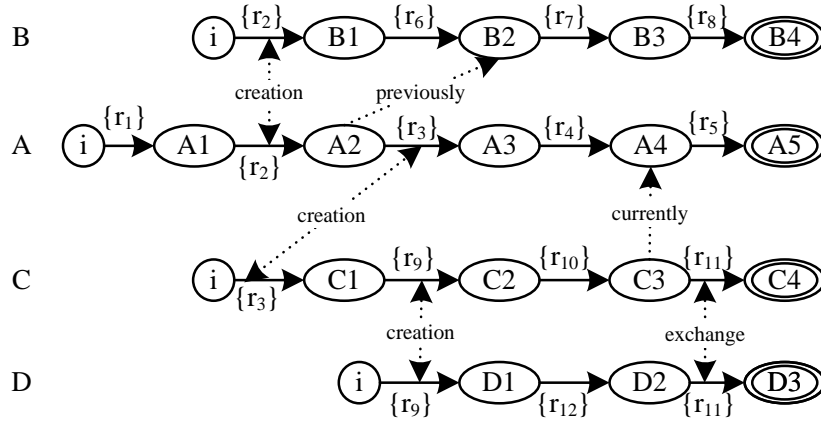 B i {r₂} B1 {r₆} B2 {r₇} B3 {r₈} B4
creation previously
A i {r₁} A1 {r₂} A2 {r₃} A3 {r₄} A4 {r₅} A5
creation currently
C i {r₃} C1 {r₉} C2 {r₁₀} C3 {r₁₁} C4
creation exchange
D i {r₉} D1 {r₁₂} D2 {r₁₁} D3